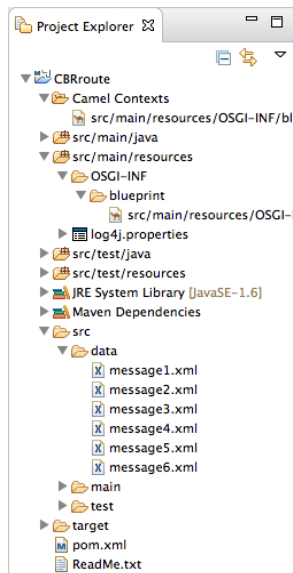 Project Explorer
CBRroute
Camel Contexts
src/main/resources/OSGI-INF/bl
src/main/java
src/main/resources
OSGI-INF
blueprint
src/main/resources/OSGI-I
log4j.properties
src/test/java
src/test/resources
JRE System Library [JavaSE-1.6]
Maven Dependencies
src
data
message1.xml
message2.xml
message3.xml
message4.xml
message5.xml
message6.xml
main
test
target
pom.xml
ReadMe.txt